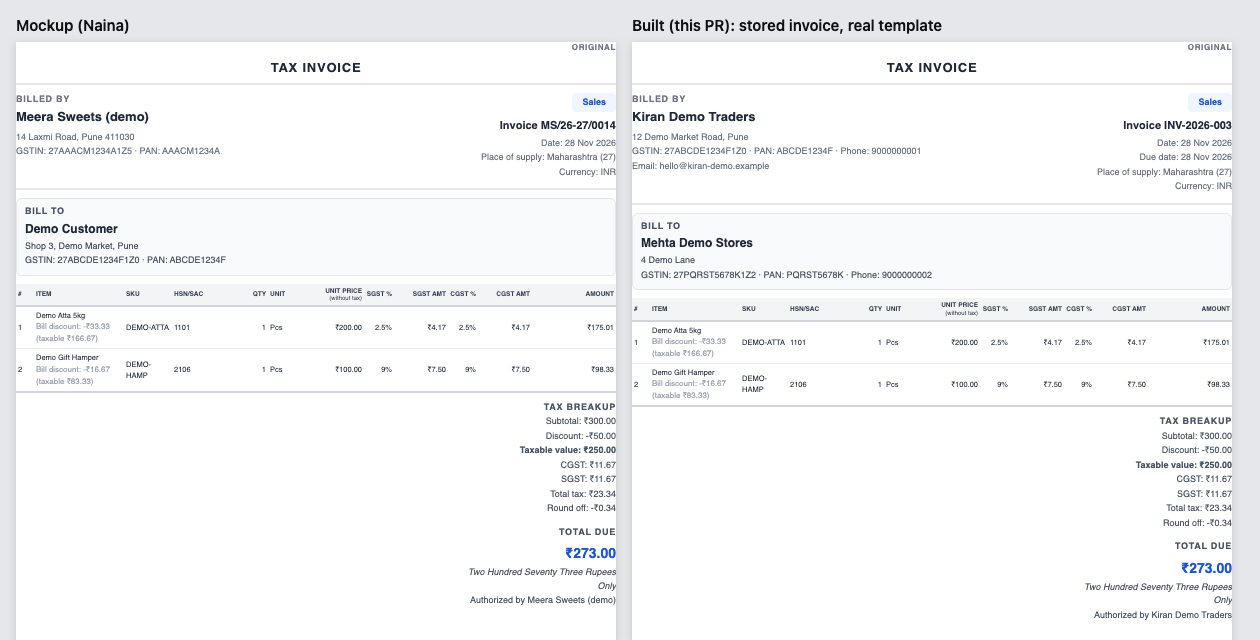 Mockup (Naina)
ORIGINAL
TAX INVOICE
BILLED BY
Sales
Meera Sweets (demo)
Invoice MS/26-27/0014
14 Laxmi Road, Pune 411030
Date: 28 Nov 2026
GSTIN: 27AAACM1234A1Z5 · PAN: AAACM1234A
Place of supply: Maharashtra (27)
Currency: INR
BILL TO
Demo Customer
Shop 3, Demo Market, Pune
GSTIN: 27ABCDE1234F1Z0 · PAN: ABCDE1234F
# ITEM SKU HSN/SAC QTY UNIT UNIT PRICE (without tax) SGST % SGST AMT CGST % CGST AMT AMOUNT
Demo Atta 5kg
1 Bill discount: -₹33.33 DEMO-ATTA 1101 1 Pcs ₹200.00 2.5% ₹4.17 2.5% ₹4.17 ₹175.01
(taxable ₹166.67)
Demo Gift Hamper
2 Bill discount: -₹16.67 DEMO-HAMP 2106 1 Pcs ₹100.00 9% ₹7.50 9% ₹7.50 ₹98.33
(taxable ₹83.33)
TAX BREAKUP
Subtotal: ₹300.00
Discount: -₹50.00
Taxable value: ₹250.00
CGST: ₹11.67
SGST: ₹11.67
Total tax: ₹23.34
Round off: -₹0.34
TOTAL DUE
₹273.00
Two Hundred Seventy Three Rupees
Only
Authorized by Meera Sweets (demo)
Built (this PR): stored invoice, real template
ORIGINAL
TAX INVOICE
BILLED BY
Sales
Kiran Demo Traders
Invoice INV-2026-003
12 Demo Market Road, Pune
Date: 28 Nov 2026
GSTIN: 27ABCDE1234F1Z0 · PAN: ABCDE1234F · Phone: 9000000001
Due date: 28 Nov 2026
Email: hello@kiran-demo.example
Place of supply: Maharashtra (27)
Currency: INR
BILL TO
Mehta Demo Stores
4 Demo Lane
GSTIN: 27PQRST5678K1Z2 · PAN: PQRST5678K · Phone: 9000000002
# ITEM SKU HSN/SAC QTY UNIT UNIT PRICE (without tax) SGST % SGST AMT CGST % CGST AMT AMOUNT
Demo Atta 5kg
1 Bill discount: -₹33.33 DEMO-ATTA 1101 1 Pcs ₹200.00 2.5% ₹4.17 2.5% ₹4.17 ₹175.01
(taxable ₹166.67)
Demo Gift Hamper
2 Bill discount: -₹16.67 DEMO-HAMP 2106 1 Pcs ₹100.00 9% ₹7.50 9% ₹7.50 ₹98.33
(taxable ₹83.33)
TAX BREAKUP
Subtotal: ₹300.00
Discount: -₹50.00
Taxable value: ₹250.00
CGST: ₹11.67
SGST: ₹11.67
Total tax: ₹23.34
Round off: -₹0.34
TOTAL DUE
₹273.00
Two Hundred Seventy Three Rupees
Only
Authorized by Kiran Demo Traders